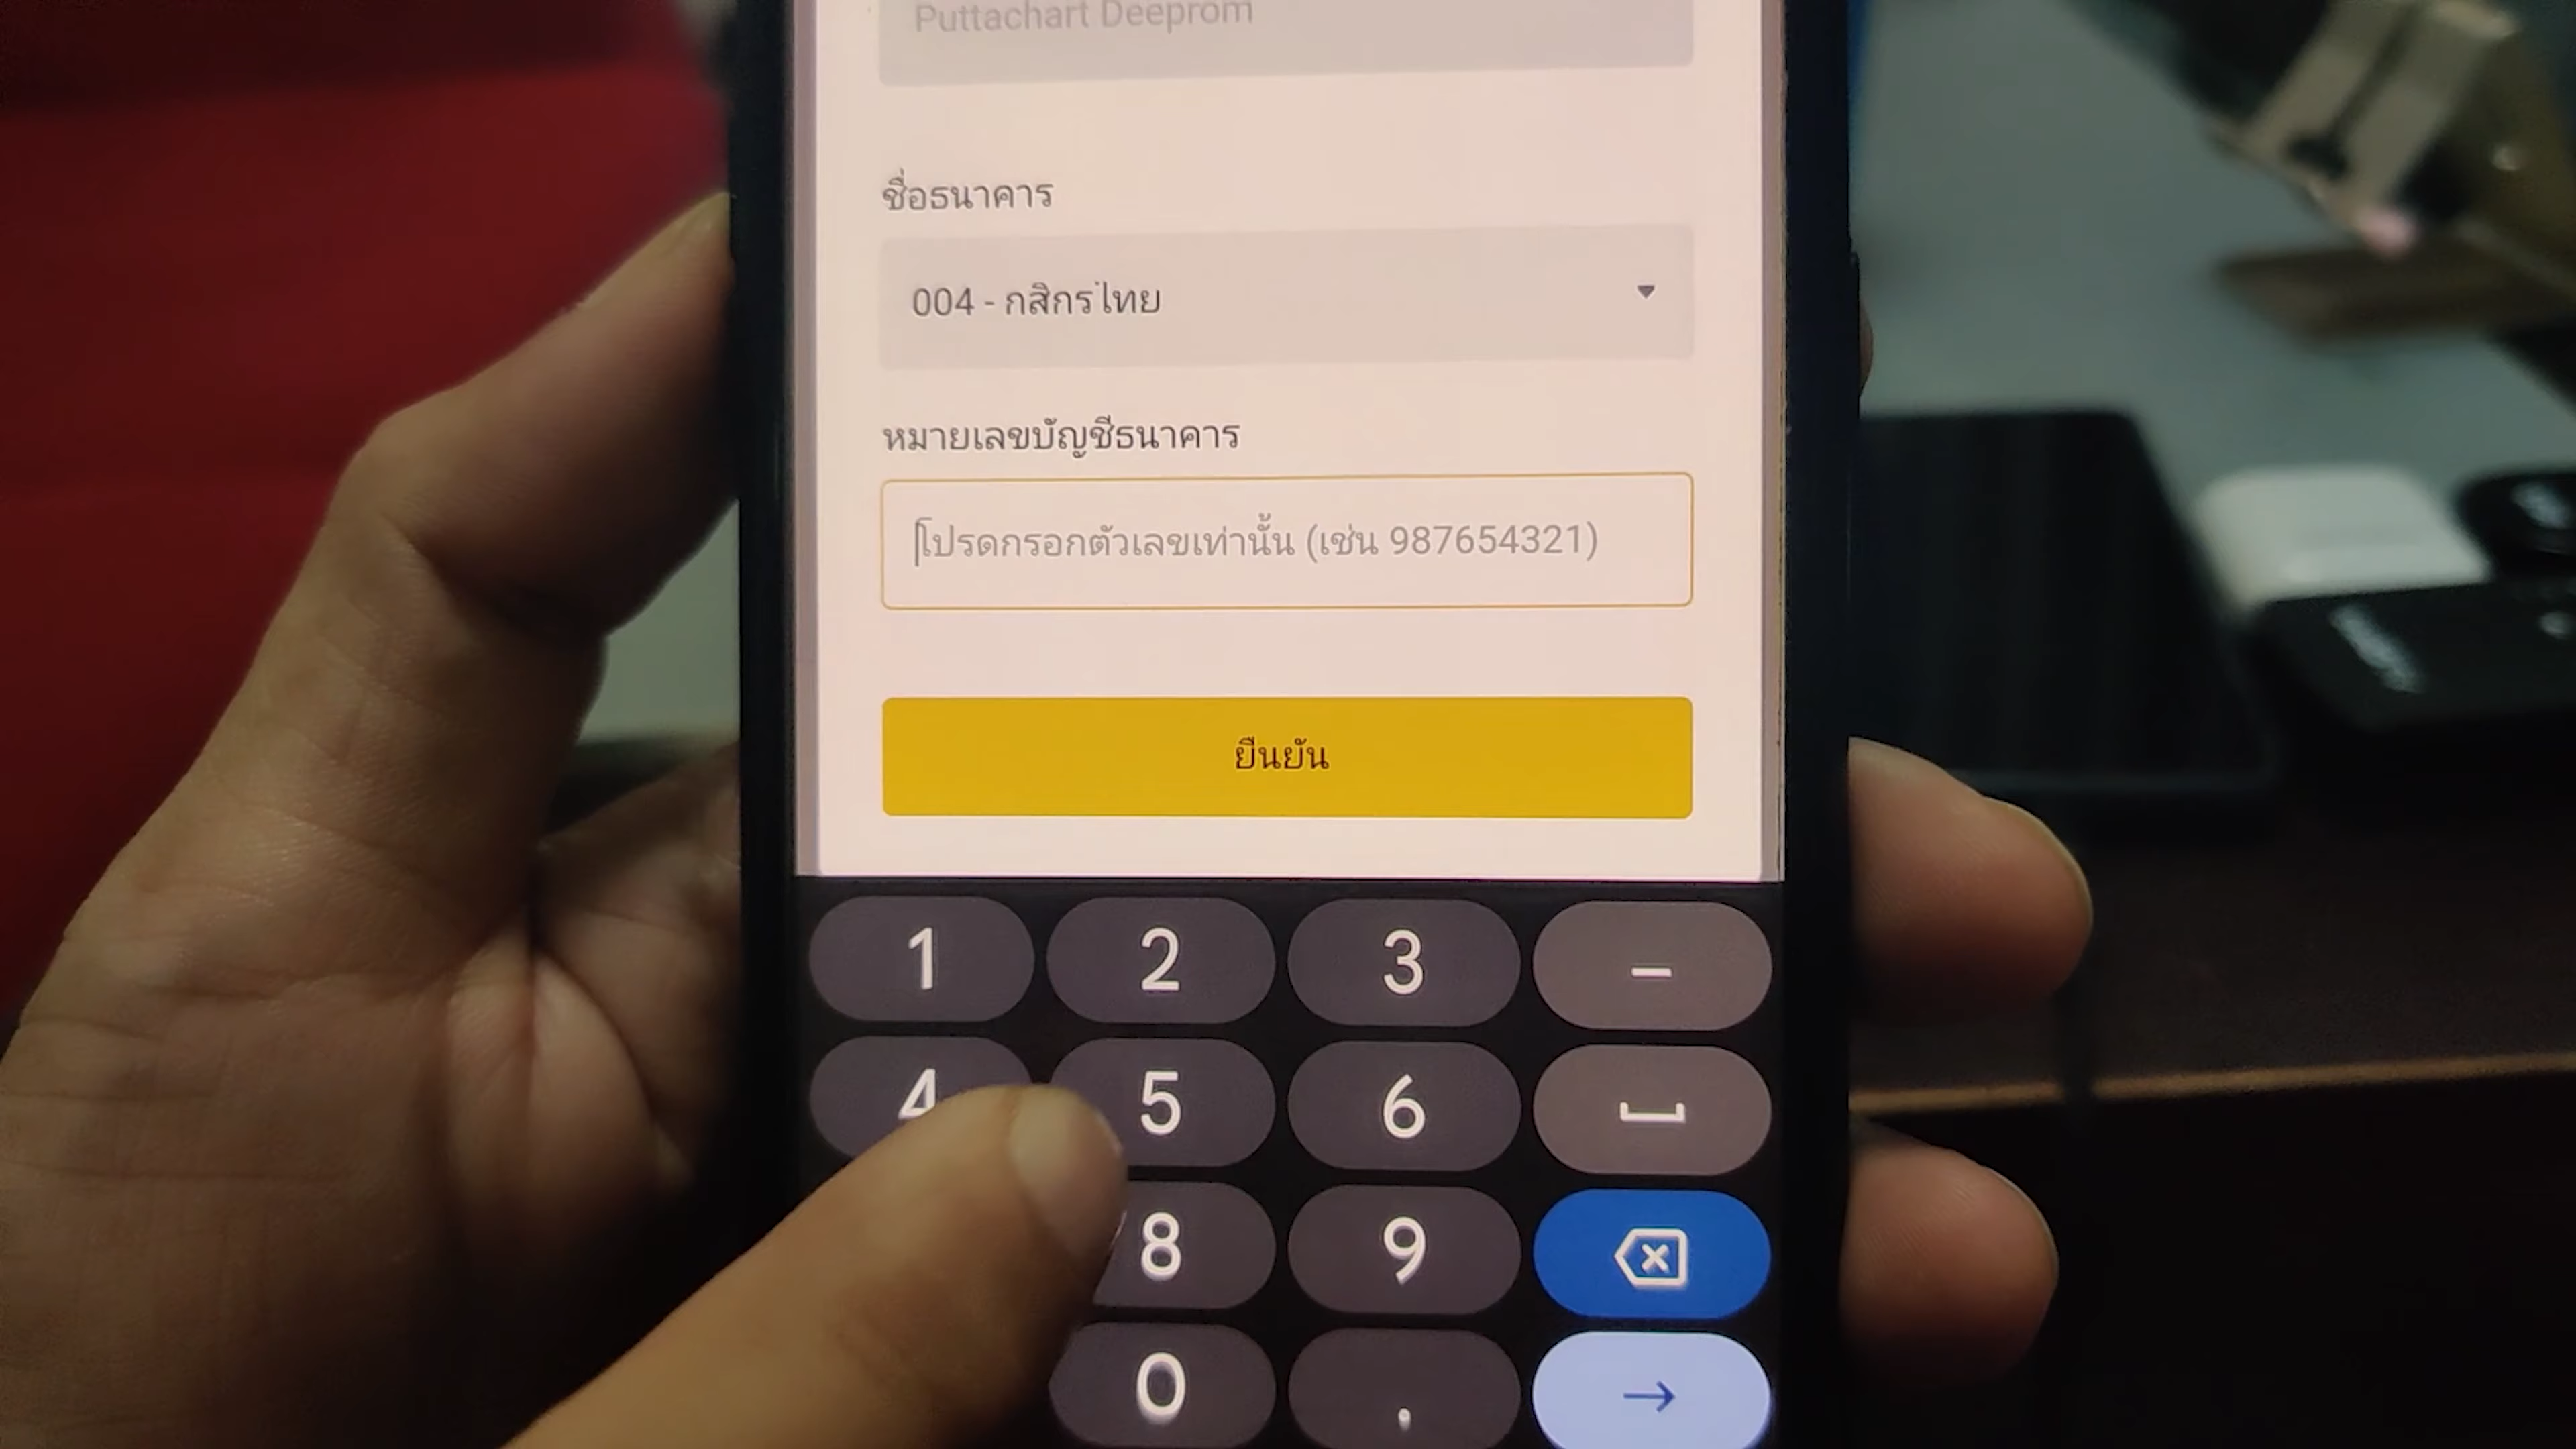 Puttachart Deeprom
ชื่อธนาคาร
004 - กสิกรไทย
หมายเลขบัญชีธนาคาร
โปรดกรอกตัวเลขเท่านั้น (เช่น 987654321)
ยืนยัน
1 2 3 –
4 5 6
8 9
0 .